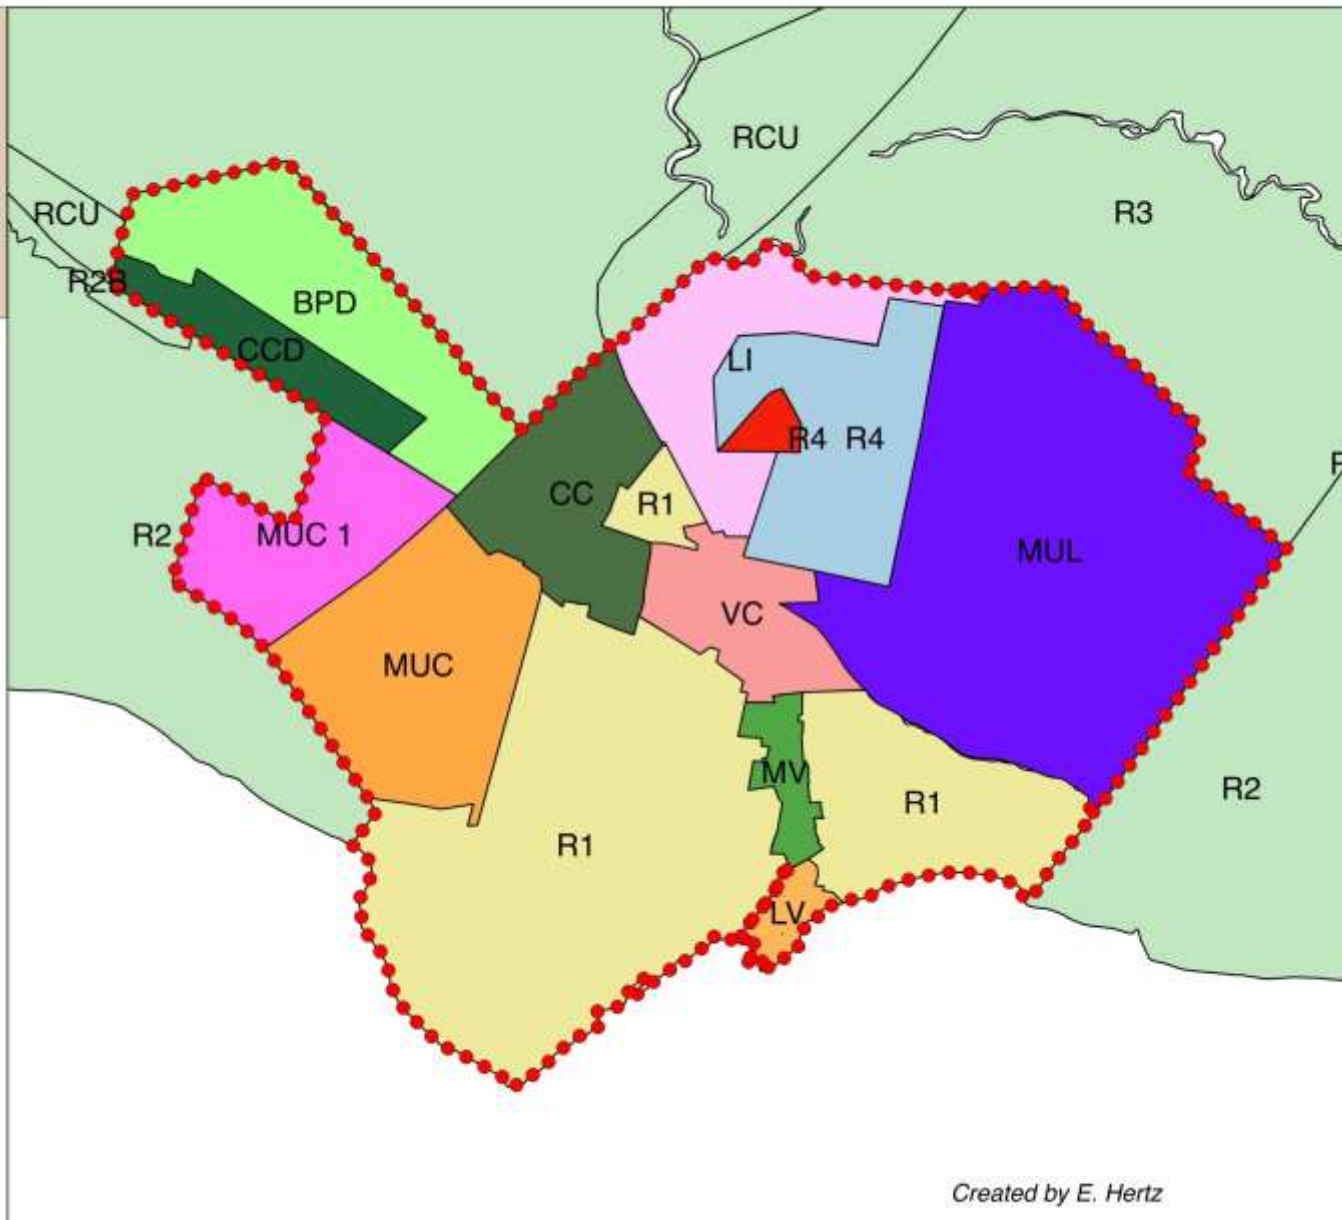 RCU
R3
RCU
R2B
BPD
CCD
LI
R4
R4
CC
R1
R2
MUC 1
MUL
VC
MUC
MV
R1
R2
R1
LV
Created by E. Hertz